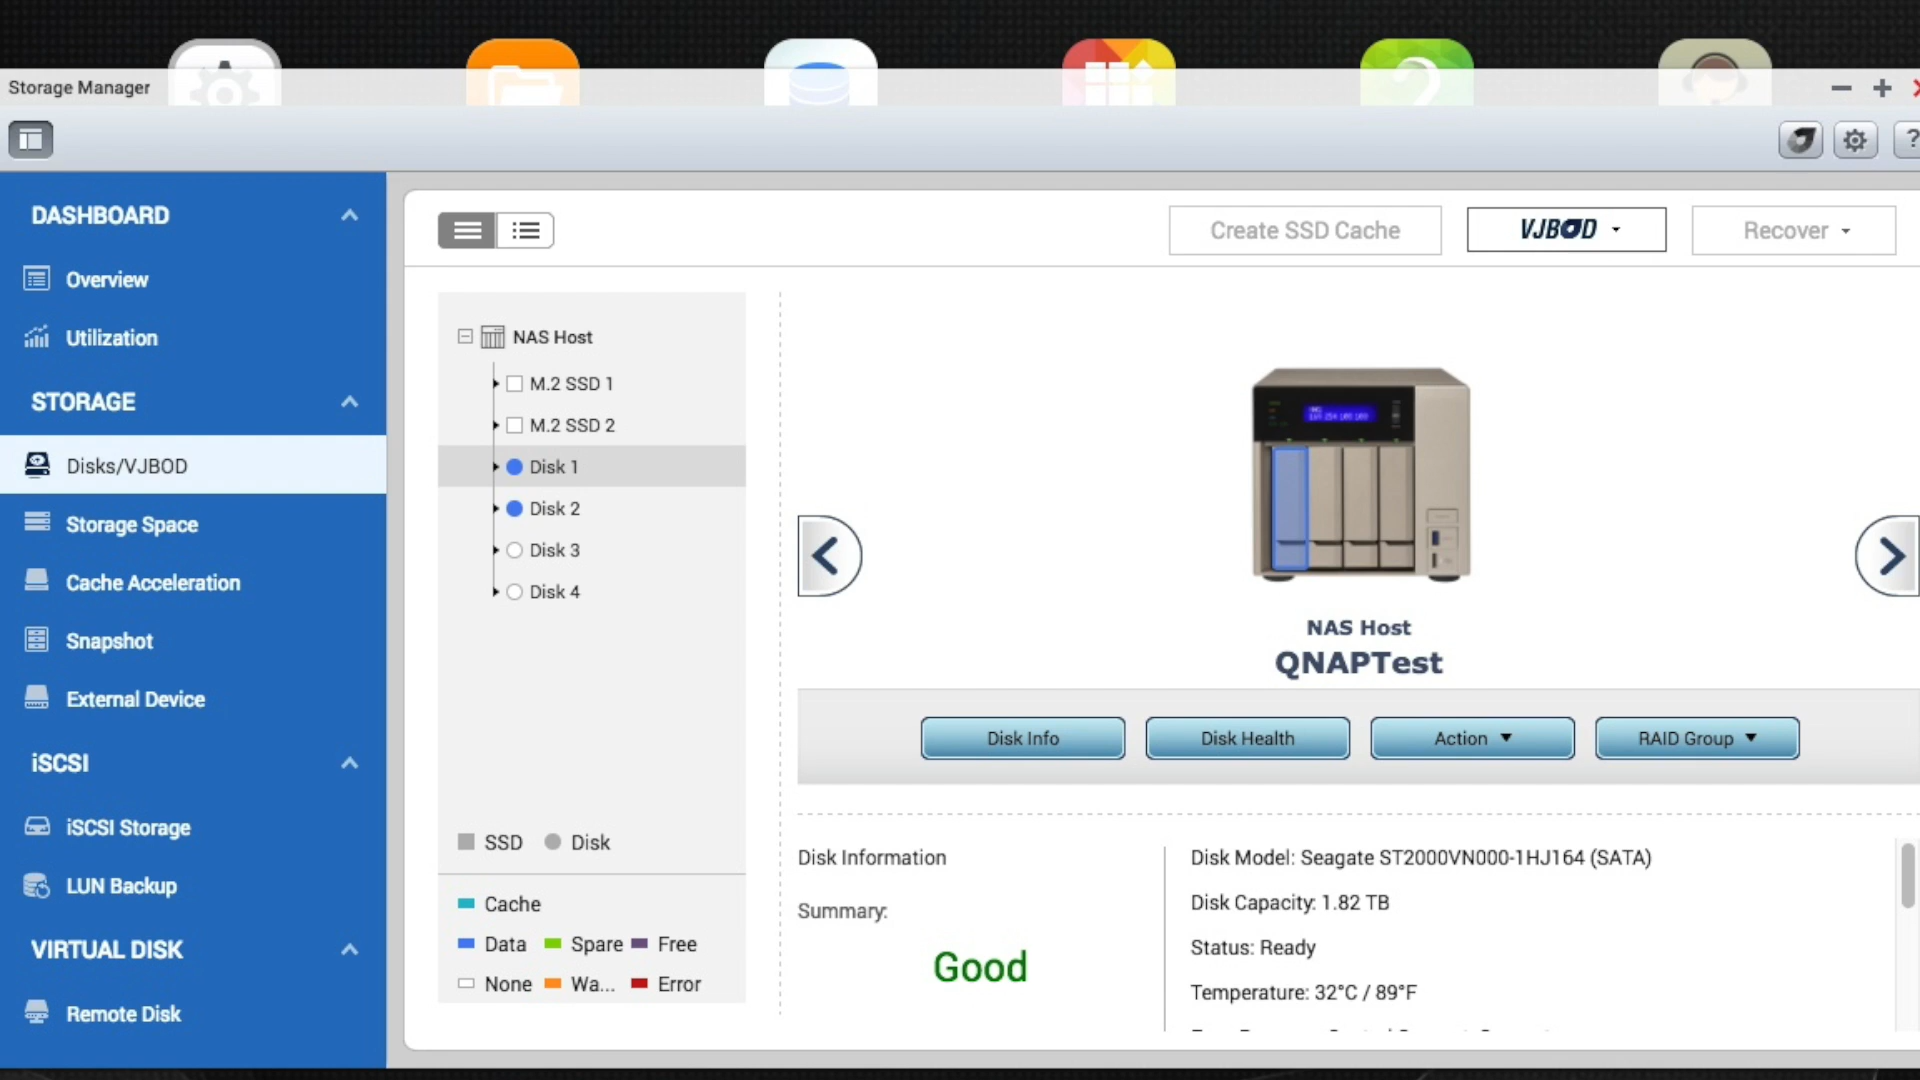 Storage Manager
DASHBOARD
Overview
Utilization
STORAGE
Disks/VJBOD
Storage Space
Cache Acceleration
Snapshot
External Device
iSCSI
iSCSI Storage
LUN Backup
VIRTUAL DISK
Remote Disk
Create SSD Cache
VJBOD
Recover
NAS Host
M.2 SSD 1
M.2 SSD 2
Disk 1
Disk 2
Disk 3
Disk 4
SSD Disk
Cache
Data Spare Free
None Wa... Error
NAS Host
QNAPTest
Disk Info
Disk Health
Action
RAID Group
Disk Information
Summary:
Good
Disk Model: Seagate ST2000VN000-1HJ164 (SATA)
Disk Capacity: 1.82 TB
Status: Ready
Temperature: 32°C / 89°F